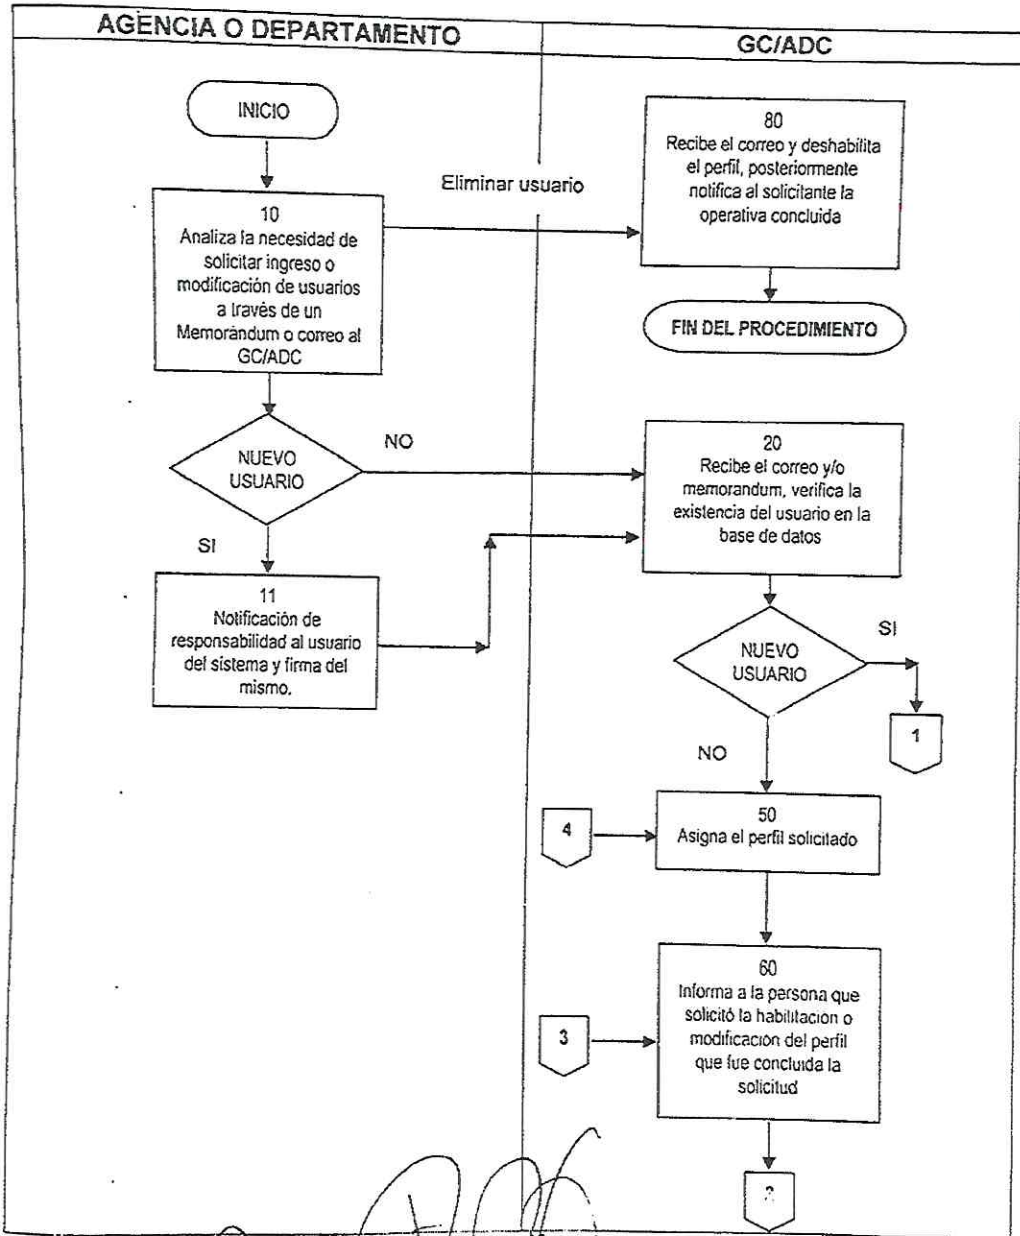 AGENCIA O DEPARTAMENTO
GC/ADC
INICIO
10
Analiza la necesidad de
solicitar ingreso o
modificación de usuarios
a través de un
Memorándum o correo al
GC/ADC
Eliminar usuario
80
Recibe el correo y deshabilita
el perfil, posteriormente
notifica al solicitante la
operativa concluida
FIN DEL PROCEDIMIENTO
NUEVO
USUARIO
NO
SI
11
Notificación de
responsabilidad al usuario
del sistema y firma del
mismo.
20
Recibe el correo y/o
memorandum, verifica la
existencia del usuario en la
base de datos
NUEVO
USUARIO
SI
1
NO
4
50
Asigna el perfil solicitado
3
60
Informa a la persona que
solicitó la habilitacion o
modificacion del perfil
que fue concluida la
solicitud
2